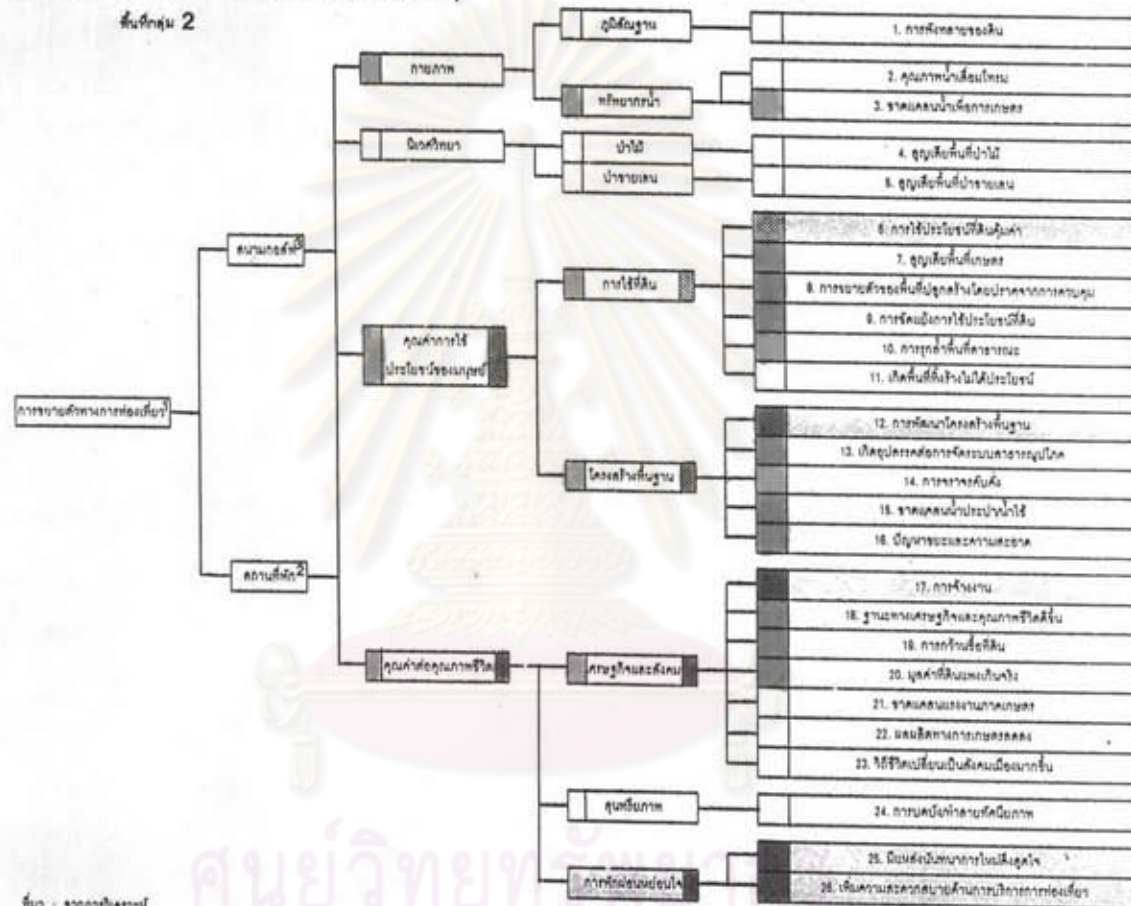 พื้นที่กลุ่ม 2
การขยายตัวทางการท่องเที่ยว1
สนามกอล์ฟ3
สถานที่พัก2
กายภาพ
นิเวศวิทยา
คุณค่าการใช้
ประโยชน์ของมนุษย์
คุณค่าต่อคุณภาพชีวิต
ภูมิสัณฐาน
ทรัพยากรน้ำ
ป่าไม้
ป่าชายเลน
การใช้ที่ดิน
โครงสร้างพื้นฐาน
เศรษฐกิจและสังคม
สุนทรียภาพ
การพักผ่อนหย่อนใจ
1. การพังทลายของดิน
2. คุณภาพน้ำเสื่อมโทรม
3. ขาดแคลนน้ำเพื่อการเกษตร
4. สูญเสียพื้นที่ป่าไม้
5. สูญเสียพื้นที่ป่าชายเลน
6. การใช้ประโยชน์ที่ดินคุ้มค่า
7. สูญเสียพื้นที่เกษตร
8. การขยายตัวของพื้นที่ปลูกสร้างโดยปราศจากการควบคุม
9. การขัดแย้งการใช้ประโยชน์ที่ดิน
10. การรุกล้ำพื้นที่สาธารณะ
11. เกิดพื้นที่ทิ้งร้างไม่ได้ประโยชน์
12. การพัฒนาโครงสร้างพื้นฐาน
13. เกิดอุปสรรคต่อการจัดระบบสาธารณูปโภค
14. การจราจรคับคั่ง
15. ขาดแคลนน้ำประปาน้ำใช้
16. ปัญหาขยะและความสะอาด
17. การจ้างงาน
18. ฐานะทางเศรษฐกิจและคุณภาพชีวิตดีขึ้น
19. การกว้านซื้อที่ดิน
20. มูลค่าที่ดินแพงเกินจริง
21. ขาดแคลนแรงงานภาคเกษตร
22. ผลผลิตทางการเกษตรลดลง
23. วิถีชีวิตเปลี่ยนเป็นสังคมเมืองมากขึ้น
24. การบดบังทำลายทัศนียภาพ
25. มีแหล่งนันทนาการใหม่ดึงดูดใจ
26. เพิ่มความสะดวกสบายด้านการบริการการท่องเที่ยว
ศูนย์วิทยทรัพยากร
ที่มา : จากการวิเคราะห์